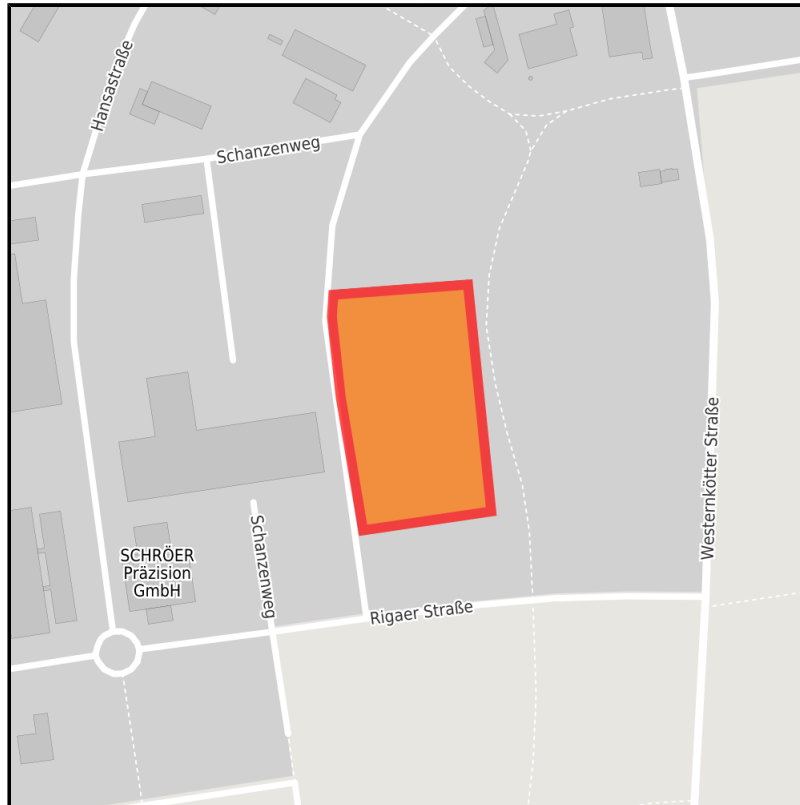 Hansastraße
Schanzenweg
Westernkötter Straße
Schanzenweg
SCHRÖER
Präzision
GmbH
Rigaer Straße